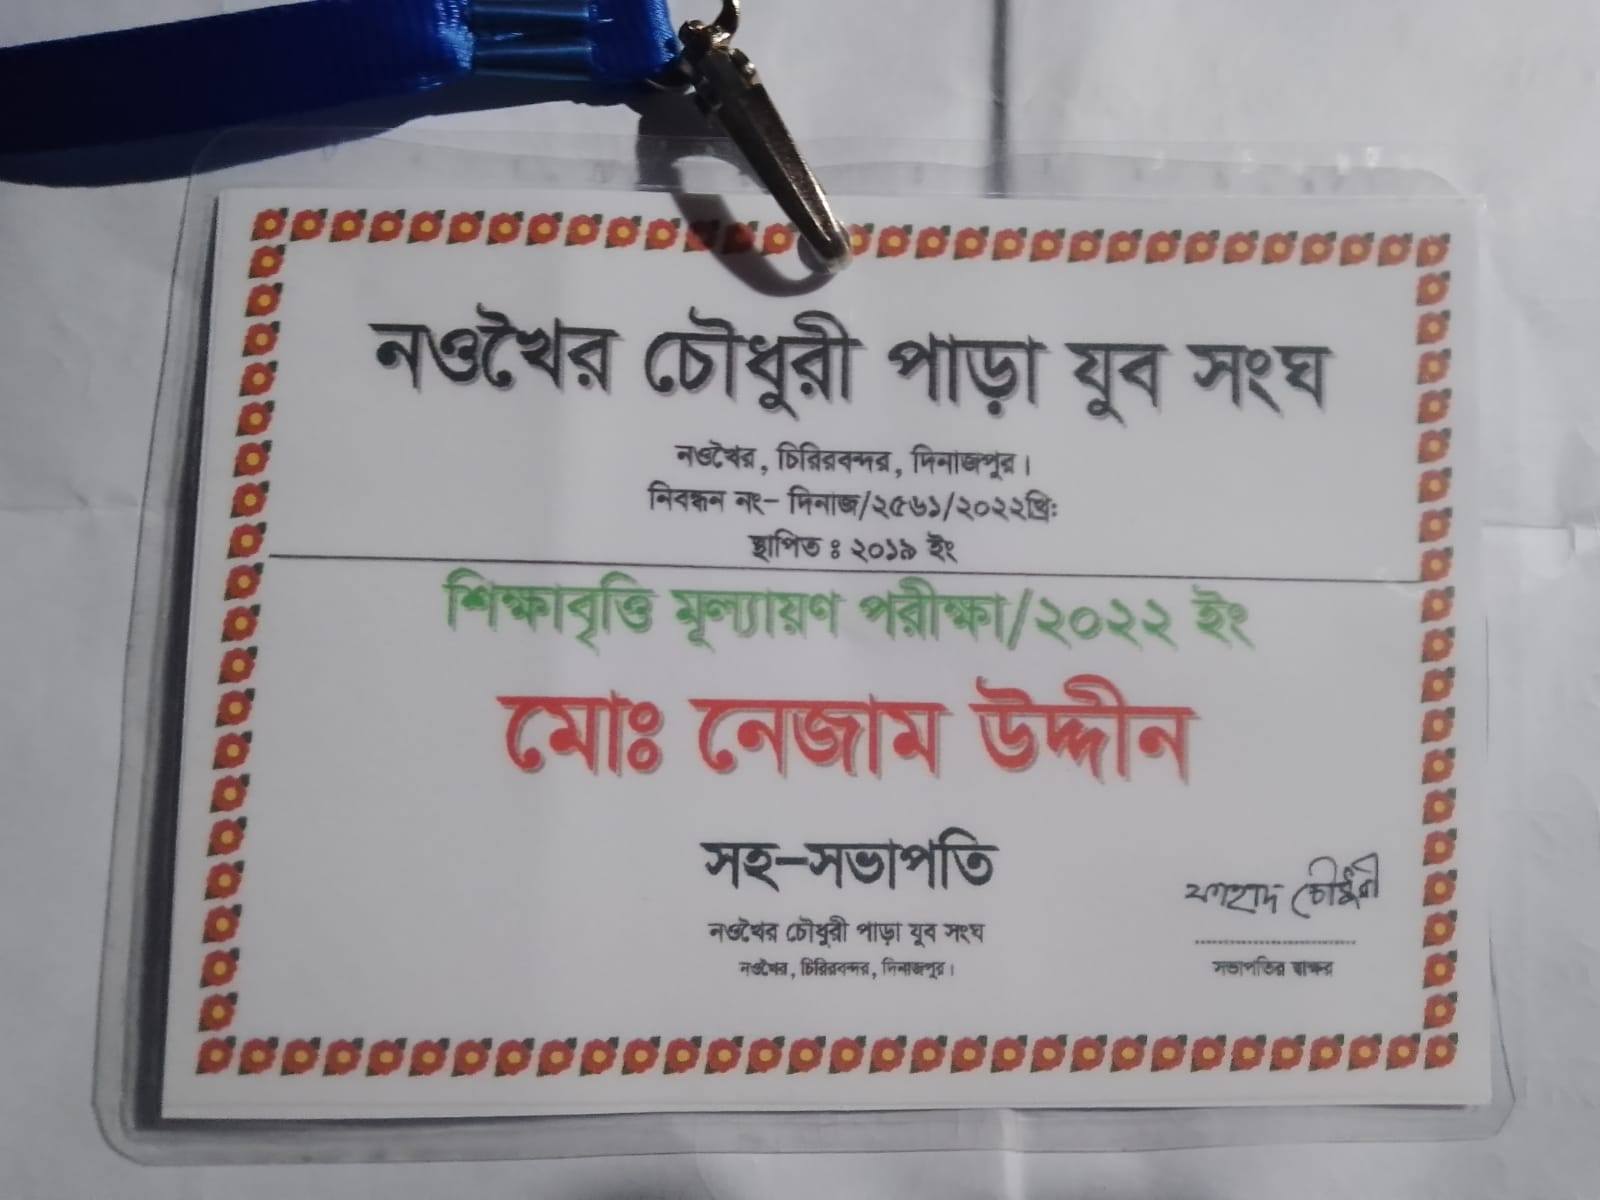 নওখৈর চৌধুরী পাড়া যুব সংঘ
নওখৈর, চিরিরবন্দর, দিনাজপুর।
নিবন্ধন নং- দিনাজ/২৫৬১/২০২২খ্রি:
স্থাপিত ঃ ২০১৯ ইং
শিক্ষাবৃত্তি মূল্যায়ণ পরীক্ষা/২০২২ ইং
মোঃ নেজাম উদ্দীন
সহ-সভাপতি
নওখৈর চৌধুরী পাড়া যুব সংঘ
নওখৈর, চিরিরবন্দর, দিনাজপুর।
ফাহাদ চৌধুরী
সভাপতির স্বাক্ষর